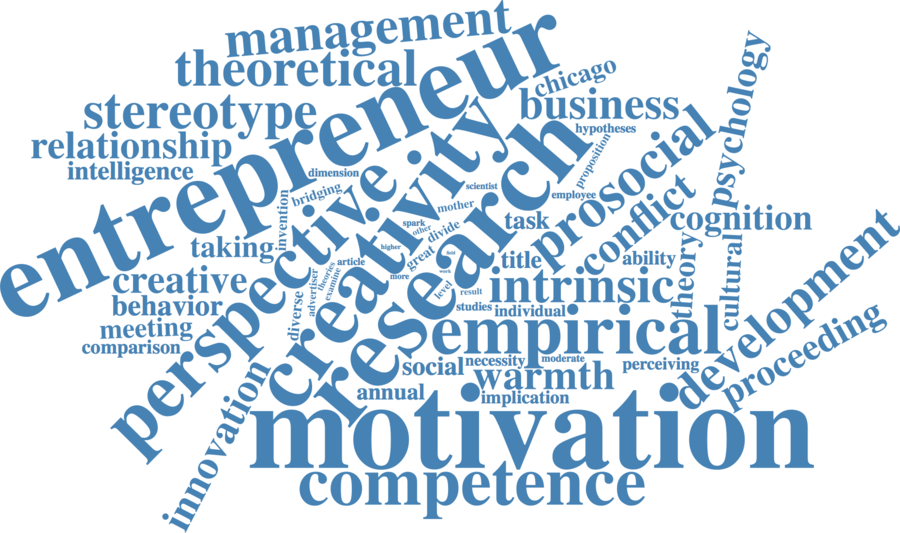 management
theoretical
entrepreneur
chicago
stereotype
business
hypotheses
psychology
relationship
intelligence
dimension
bridging
invention
perspective
creativity
research
scientist
mother
spark
other
divide
great
higher
more
field
work
level
result
employee
proposition
prosocial
conflict
task
title
cognition
ability
theory
cultural
taking
article
theories
examine
advertiser
diverse
creative
behavior
meeting
comparison
intrinsic
studies
individual
empirical
development
proceeding
social
necessity
moderate
perceiving
warmth
annual
implication
innovation
motivation
competence